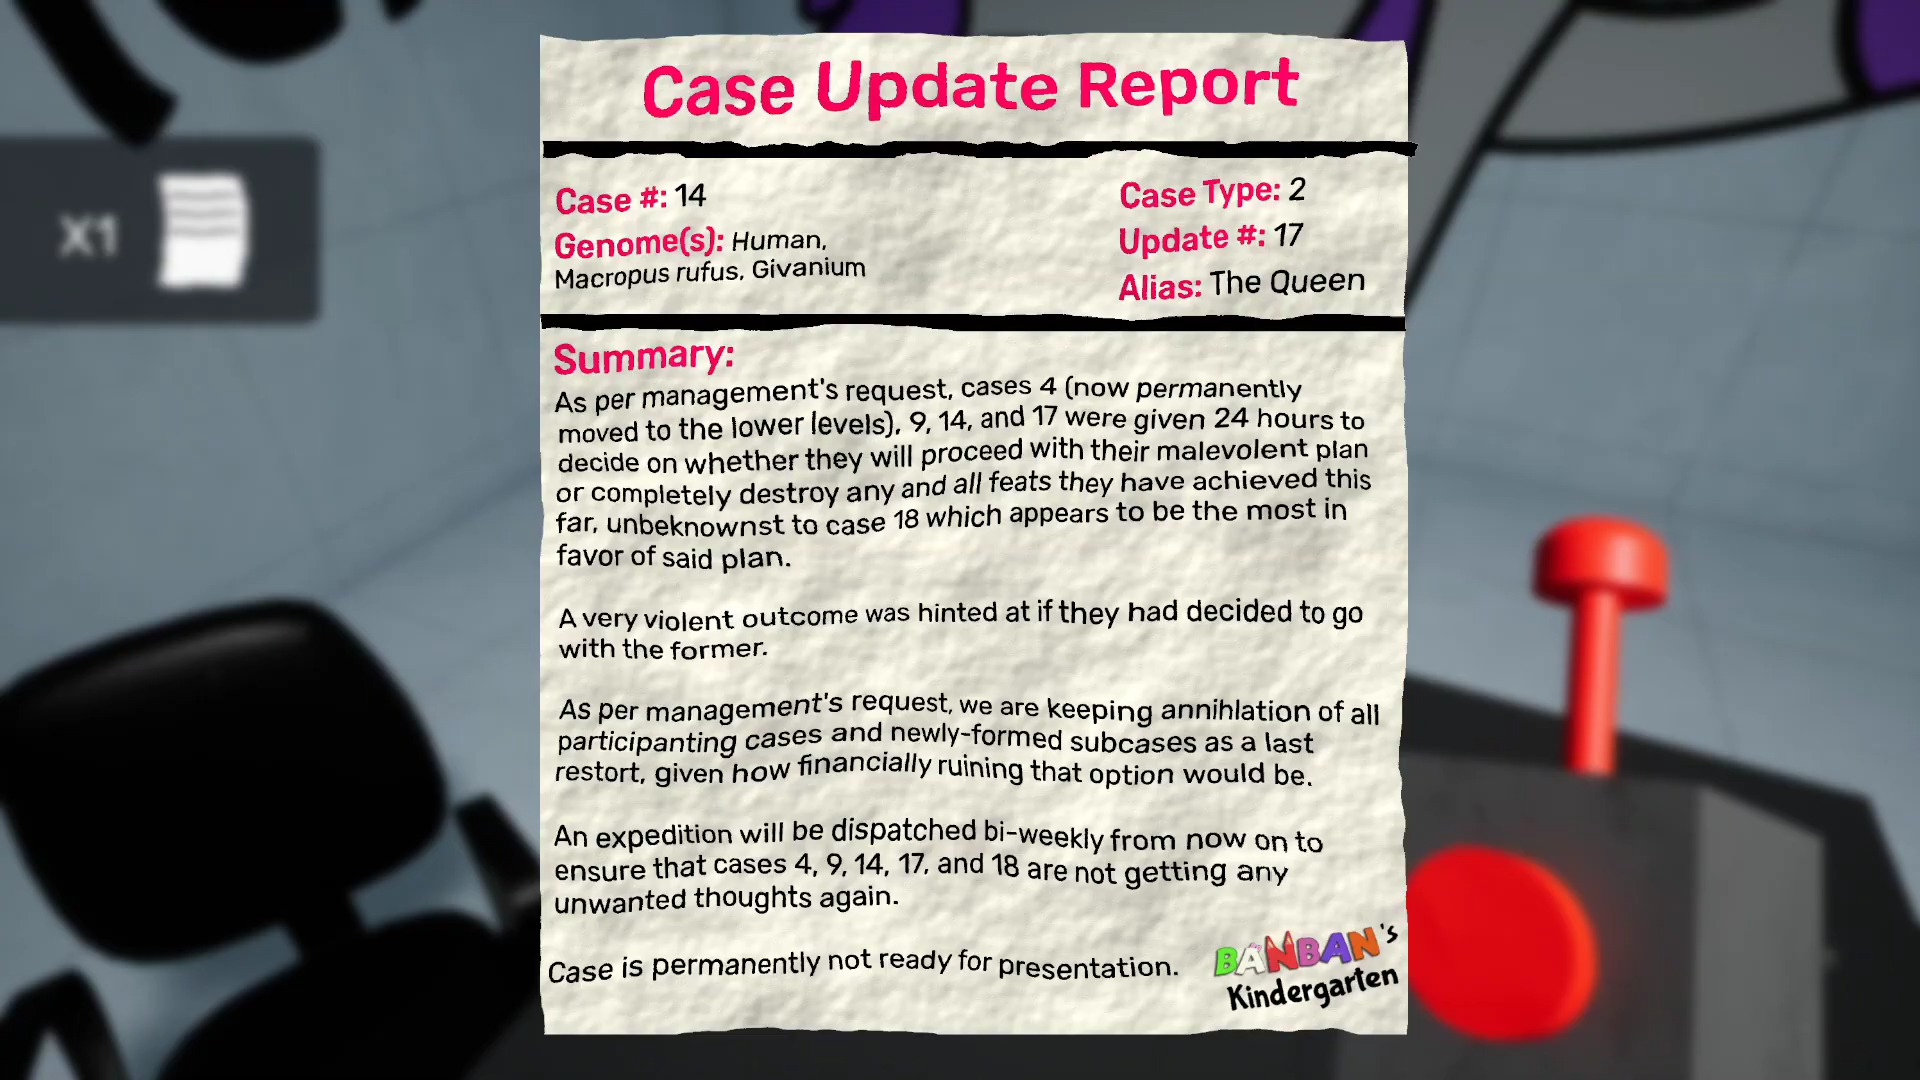 Case Update Report
X1
Case #: 14
Genome(s): Human,
Macropus rufus, Givanium
Case Type: 2
Update #: 17
Alias: The Queen
Summary:
As per management's request, cases 4 (now permanently
moved to the lower levels), 9, 14, and 17 were given 24 hours to
decide on whether they will proceed with their malevolent plan
or completely destroy any and all feats they have achieved this
far, unbeknownst to case 18 which appears to be the most in
favor of said plan.
A very violent outcome was hinted at if they had decided to go
with the former.
As per management's request, we are keeping annihlation of all
participanting cases and newly-formed subcases as a last
restort, given how financially ruining that option would be.
An expedition will be dispatched bi-weekly from now on to
ensure that cases 4, 9, 14, 17, and 18 are not getting any
unwanted thoughts again.
Case is permanently not ready for presentation.
BANBAN's
Kindergarten